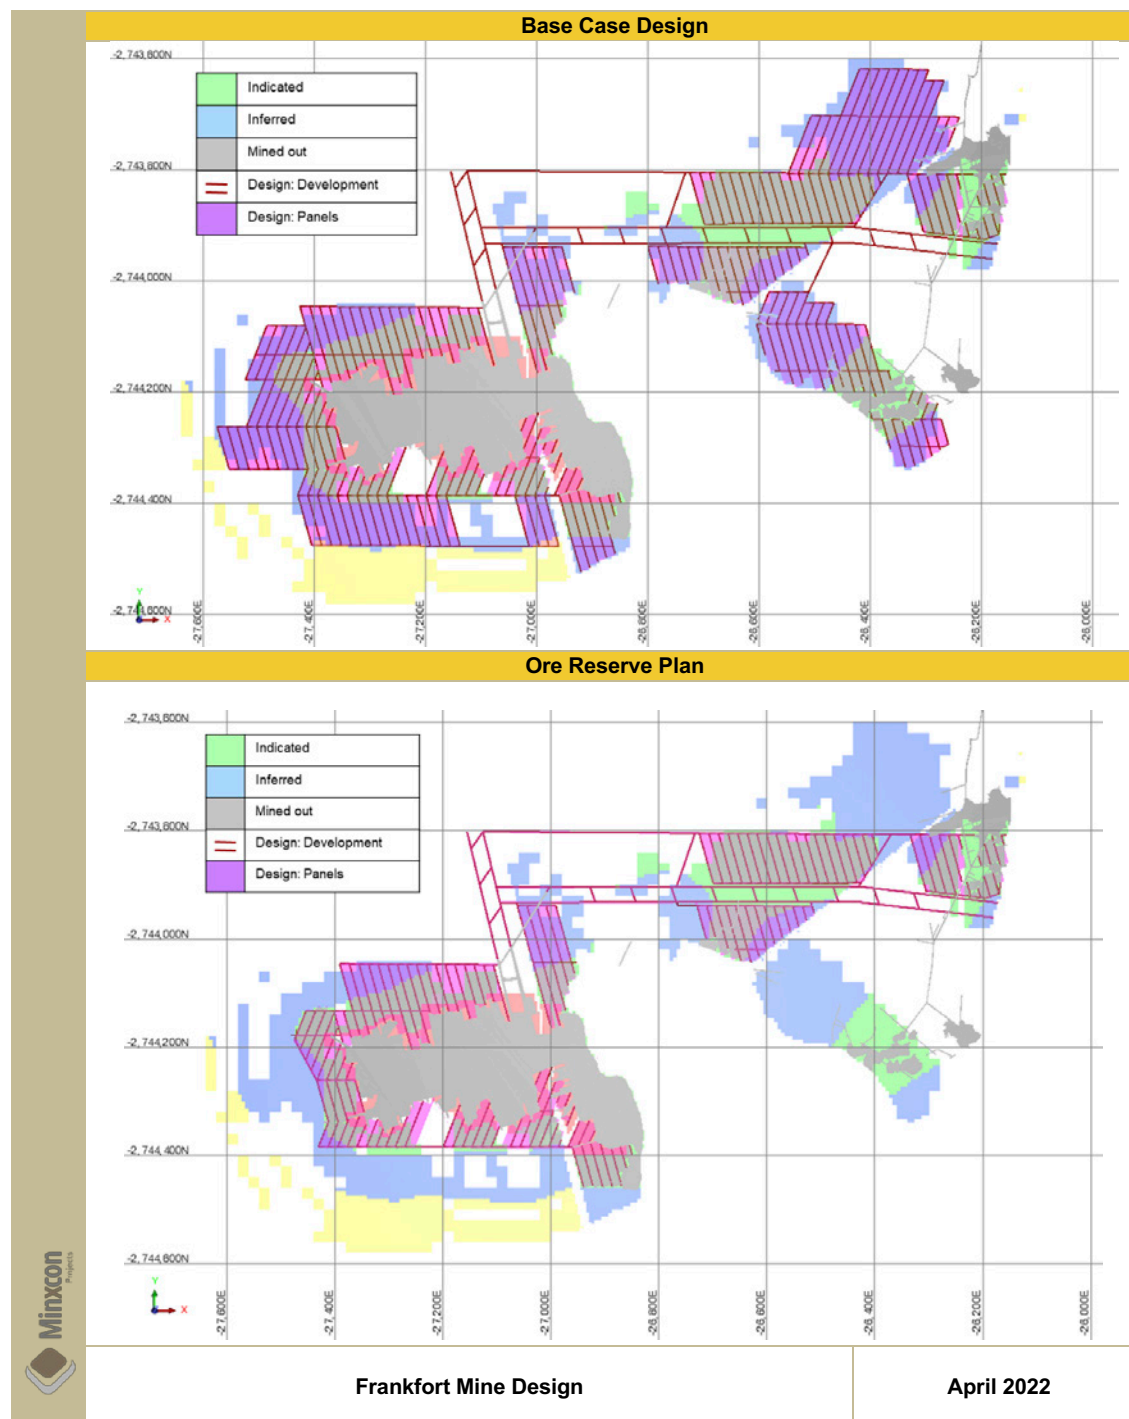 Base Case Design
-2,743,600N
Indicated
Inferred
Mined out
-2,743,800N
Design: Development
Design: Panels
-2,744,000N
-2,744,200N
-2,744,400N
Y
X
-27,600E
-27,400E
-27,200E
-27,000E
-26,800E
-26,600E
-26,400E
-26,200E
-26,000E
Ore Reserve Plan
-2,743,600N
Indicated
Inferred
Mined out
-2,743,800N
Design: Development
Design: Panels
-2,744,000N
-2,744,200N
-2,744,400N
-2,744,600N
Y
X
-27,600E
-27,400E
-27,200E
-27,000E
-26,800E
-26,600E
-26,400E
-26,200E
-26,000E
Minxcon
Projects
Frankfort Mine Design
April 2022